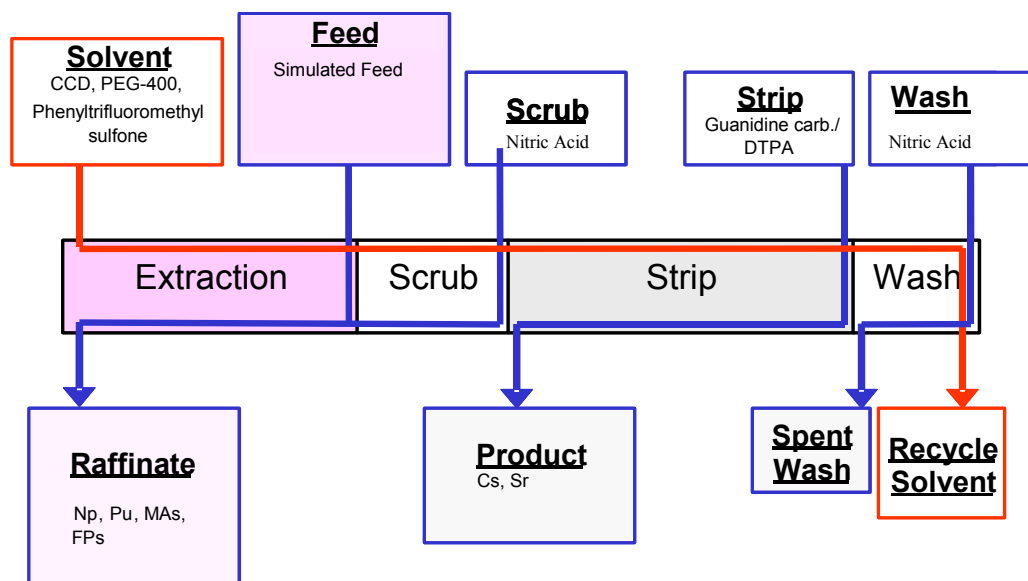 Solvent
CCD, PEG-400,
Phenyltrifluoromethyl
sulfone
Feed
Simulated Feed
Scrub
Nitric Acid
Strip
Guanidine carb./
DTPA
Wash
Nitric Acid
Extraction
Scrub
Strip
Wash
Raffinate
Np, Pu, MAs,
FPs
Product
Cs, Sr
Spent
Wash
Recycle
Solvent